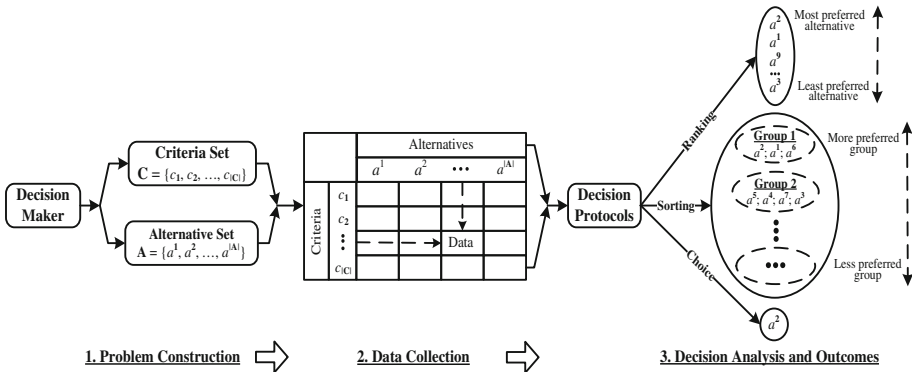 Decision
Maker
Criteria Set
C = {c₁, c₂, …, c|C|}
Alternative Set
A = {a¹, a², …, a|A|}
Alternatives
a¹ a² ••• a|A|
Criteria
c₁
c₂
•••
c|C|
Data
Decision
Protocols
Ranking
Sorting
Choice
a²
a¹
a⁹
•••
a³
Most preferred
alternative
Least preferred
alternative
Group 1
a²; a¹; a⁶
Group 2
a⁵; a⁴; a⁷; a³
•••
•••
More preferred
group
Less preferred
group
a²
1. Problem Construction
2. Data Collection
3. Decision Analysis and Outcomes